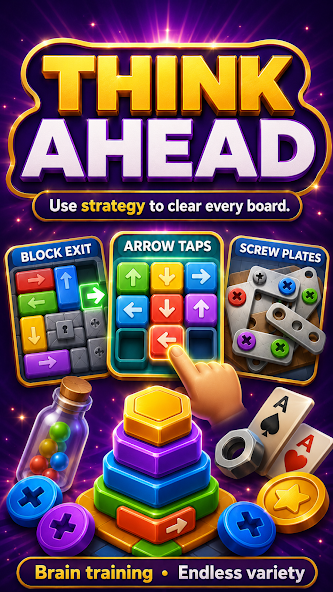 THINK
AHEAD
Use strategy to clear every board.
BLOCK EXIT
ARROW TAPS
SCREW PLATES
A
A
Brain training • Endless variety